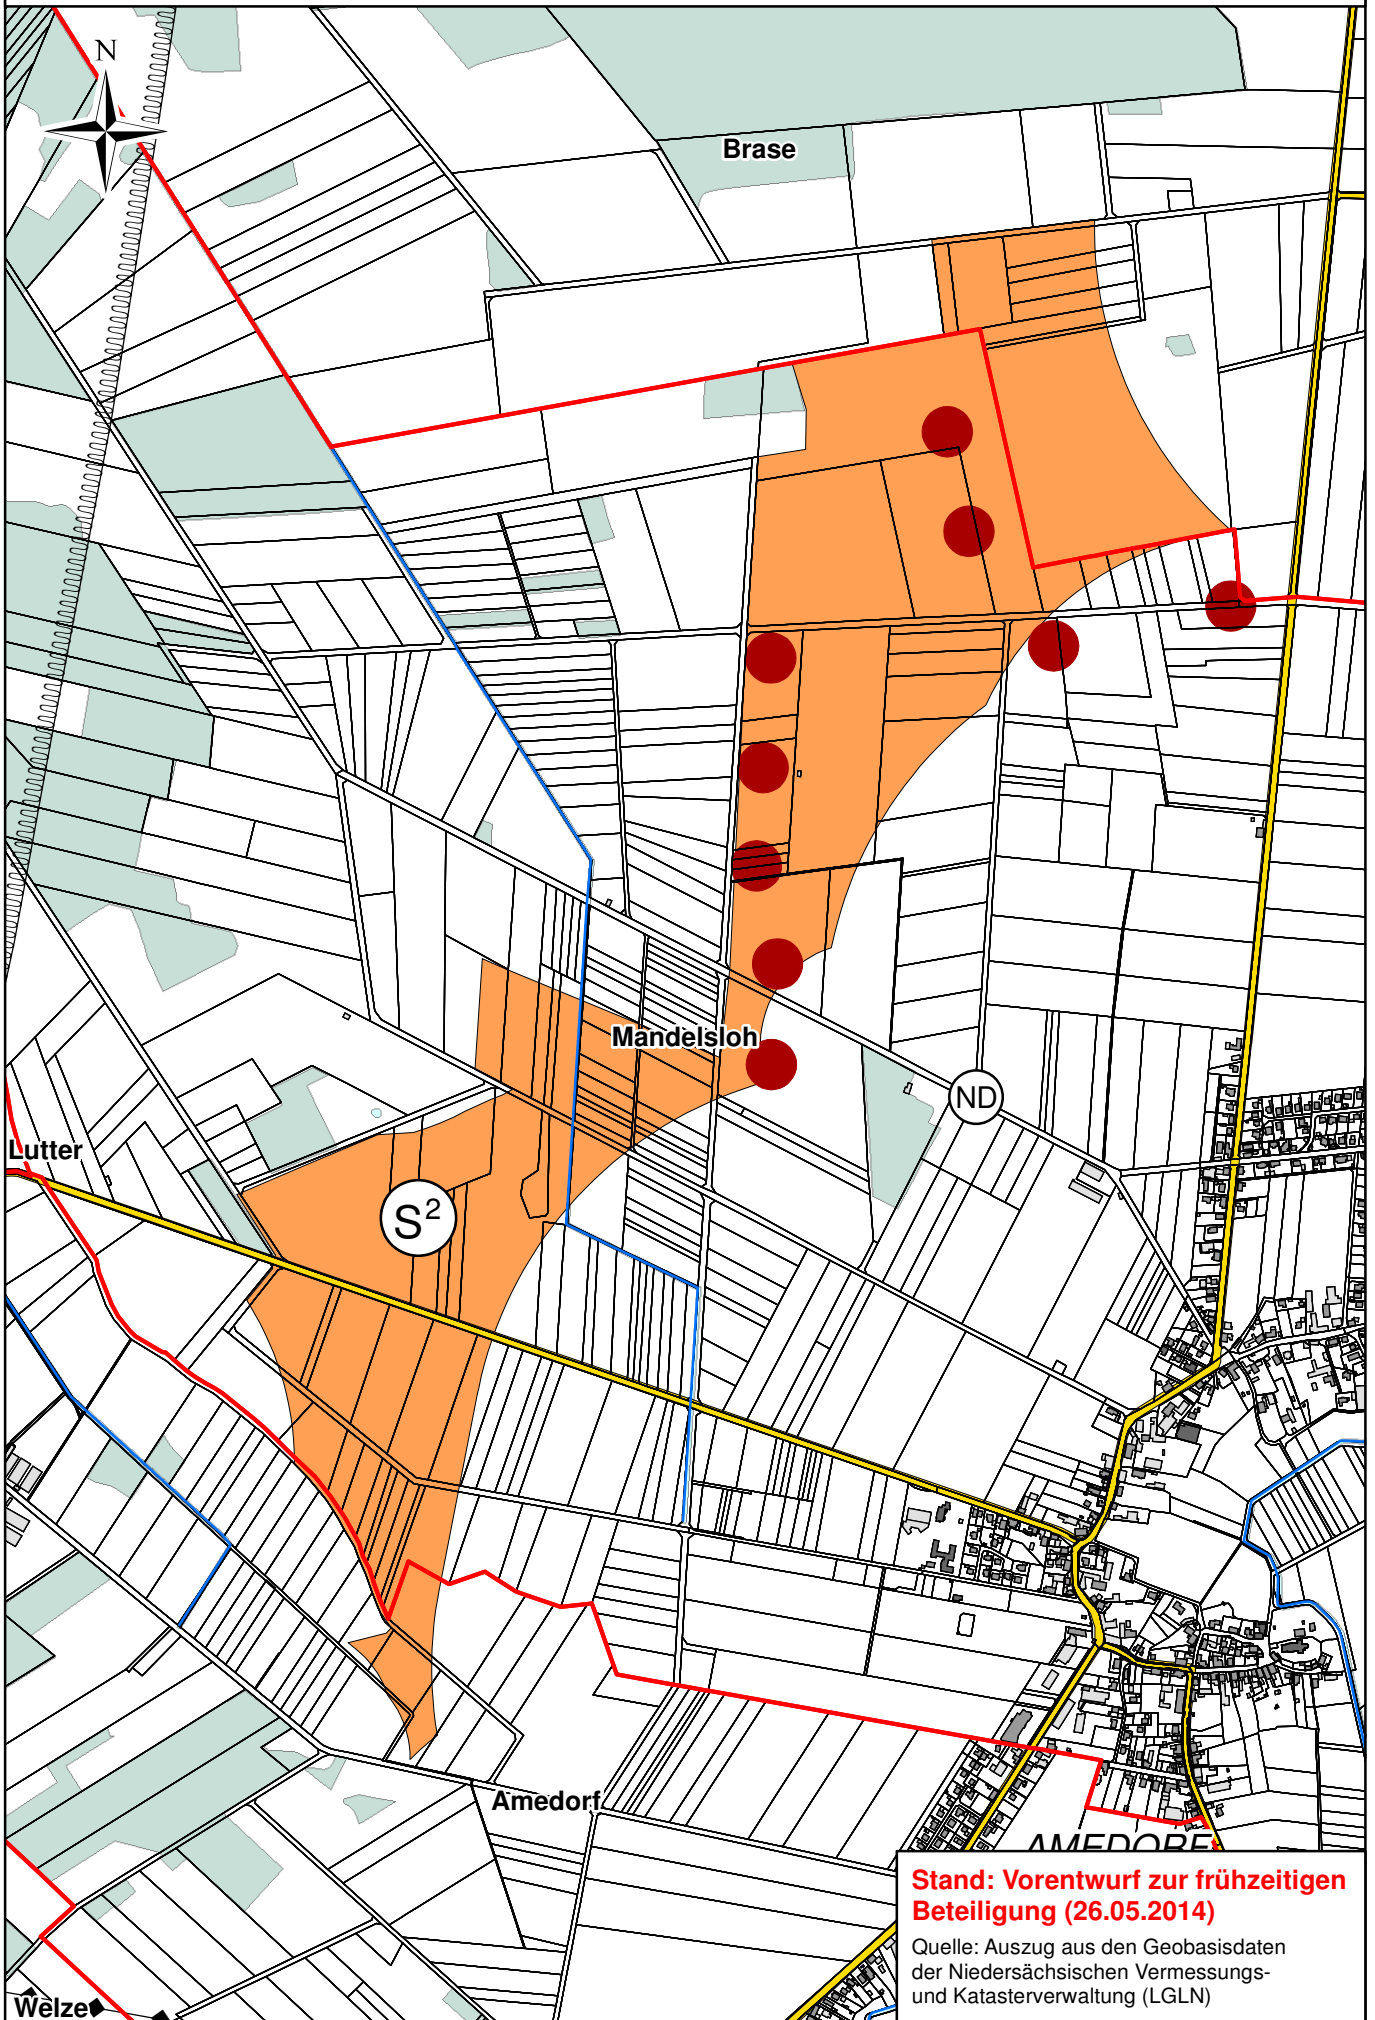 N
Brase
Mandelsloh
ND
Lutter
S²
Amedorf
AMEDORF
Stand: Vorentwurf zur frühzeitigen
Beteiligung (26.05.2014)
Quelle: Auszug aus den Geobasisdaten
der Niedersächsischen Vermessungs-
und Katasterverwaltung (LGLN)
Welze